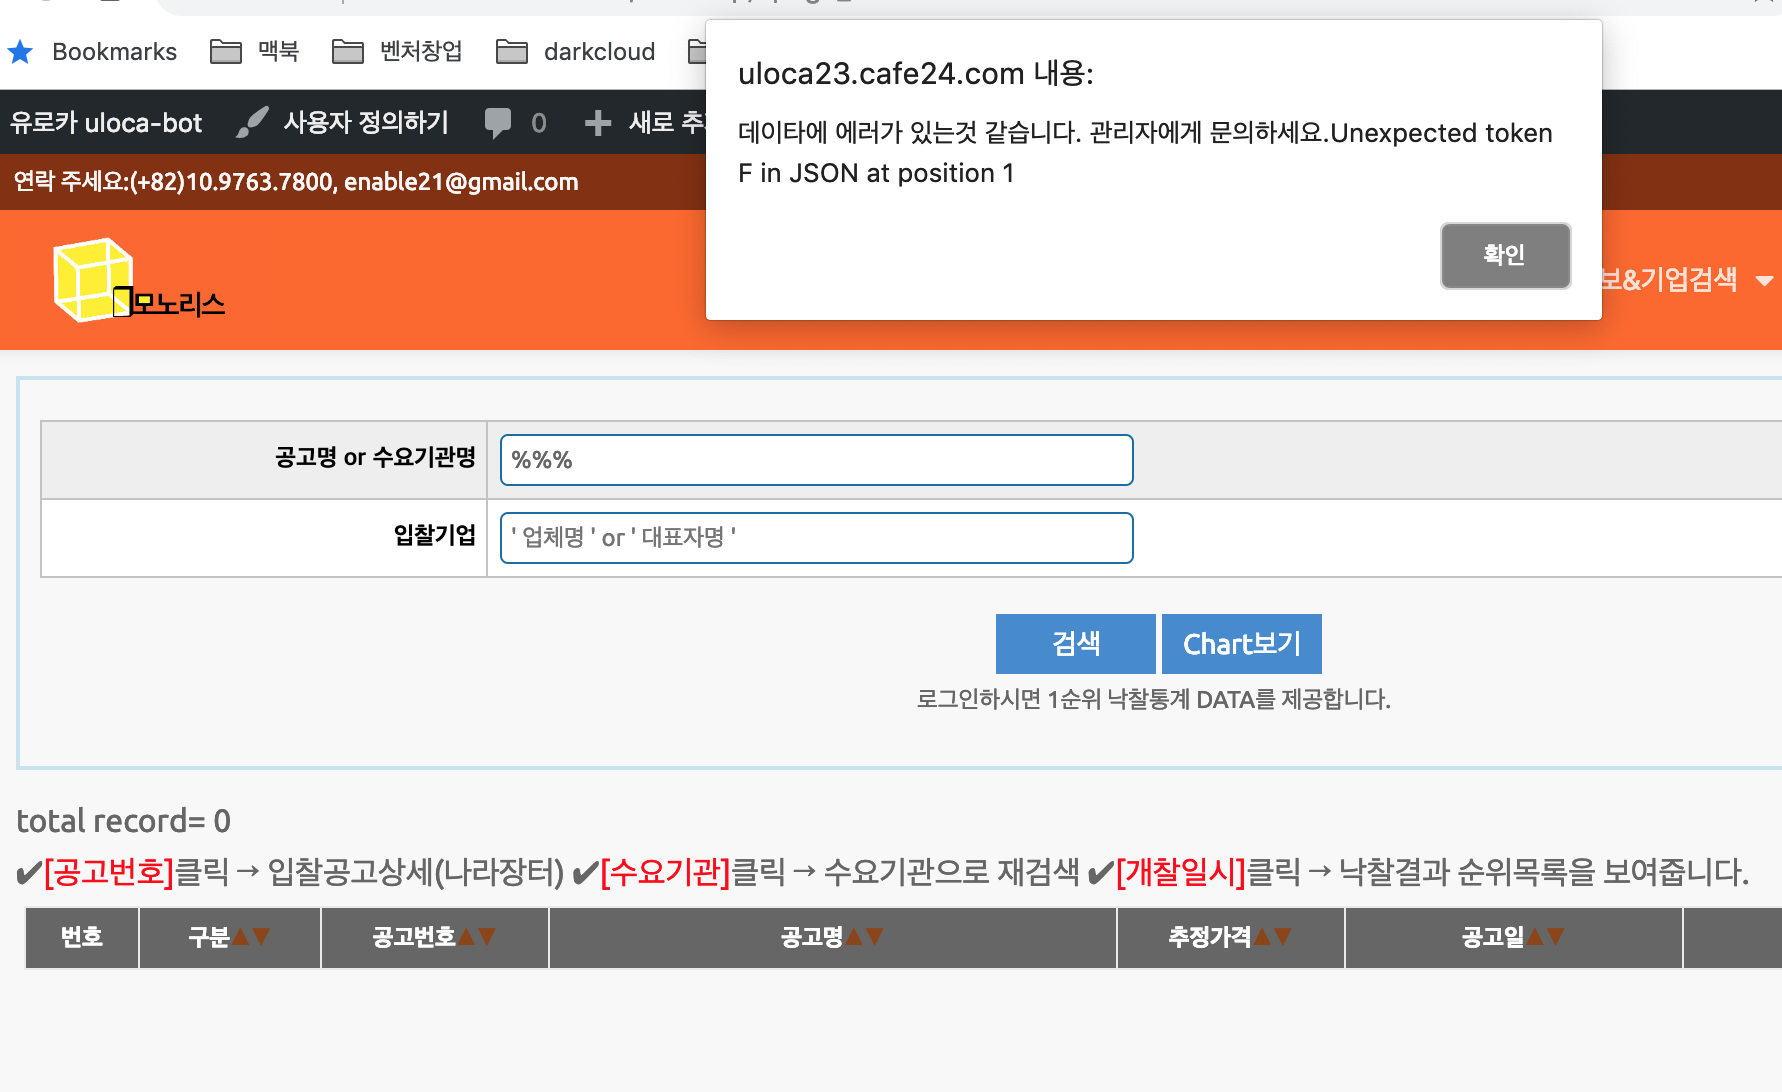 Bookmarks 맥북 벤처창업 darkcloud
유로카 uloca-bot 사용자 정의하기 0 새로
연락 주세요:(+82)10.9763.7800, enable21@gmail.com
모노리스
보&기업검색
uloca23.cafe24.com 내용:
데이타에 에러가 있는것 같습니다. 관리자에게 문의하세요.Unexpected token
F in JSON at position 1
확인
공고명 or 수요기관명 %%%
입찰기업 ' 업체명 ' or ' 대표자명 '
검색 Chart보기
로그인하시면 1순위 낙찰통계 DATA를 제공합니다.
total record= 0
✔[공고번호]클릭 → 입찰공고상세(나라장터) ✔[수요기관]클릭 → 수요기관으로 재검색 ✔[개찰일시]클릭 → 낙찰결과 순위목록을 보여줍니다.
번호 구분▲▼ 공고번호▲▼ 공고명▲▼ 추정가격▲▼ 공고일▲▼